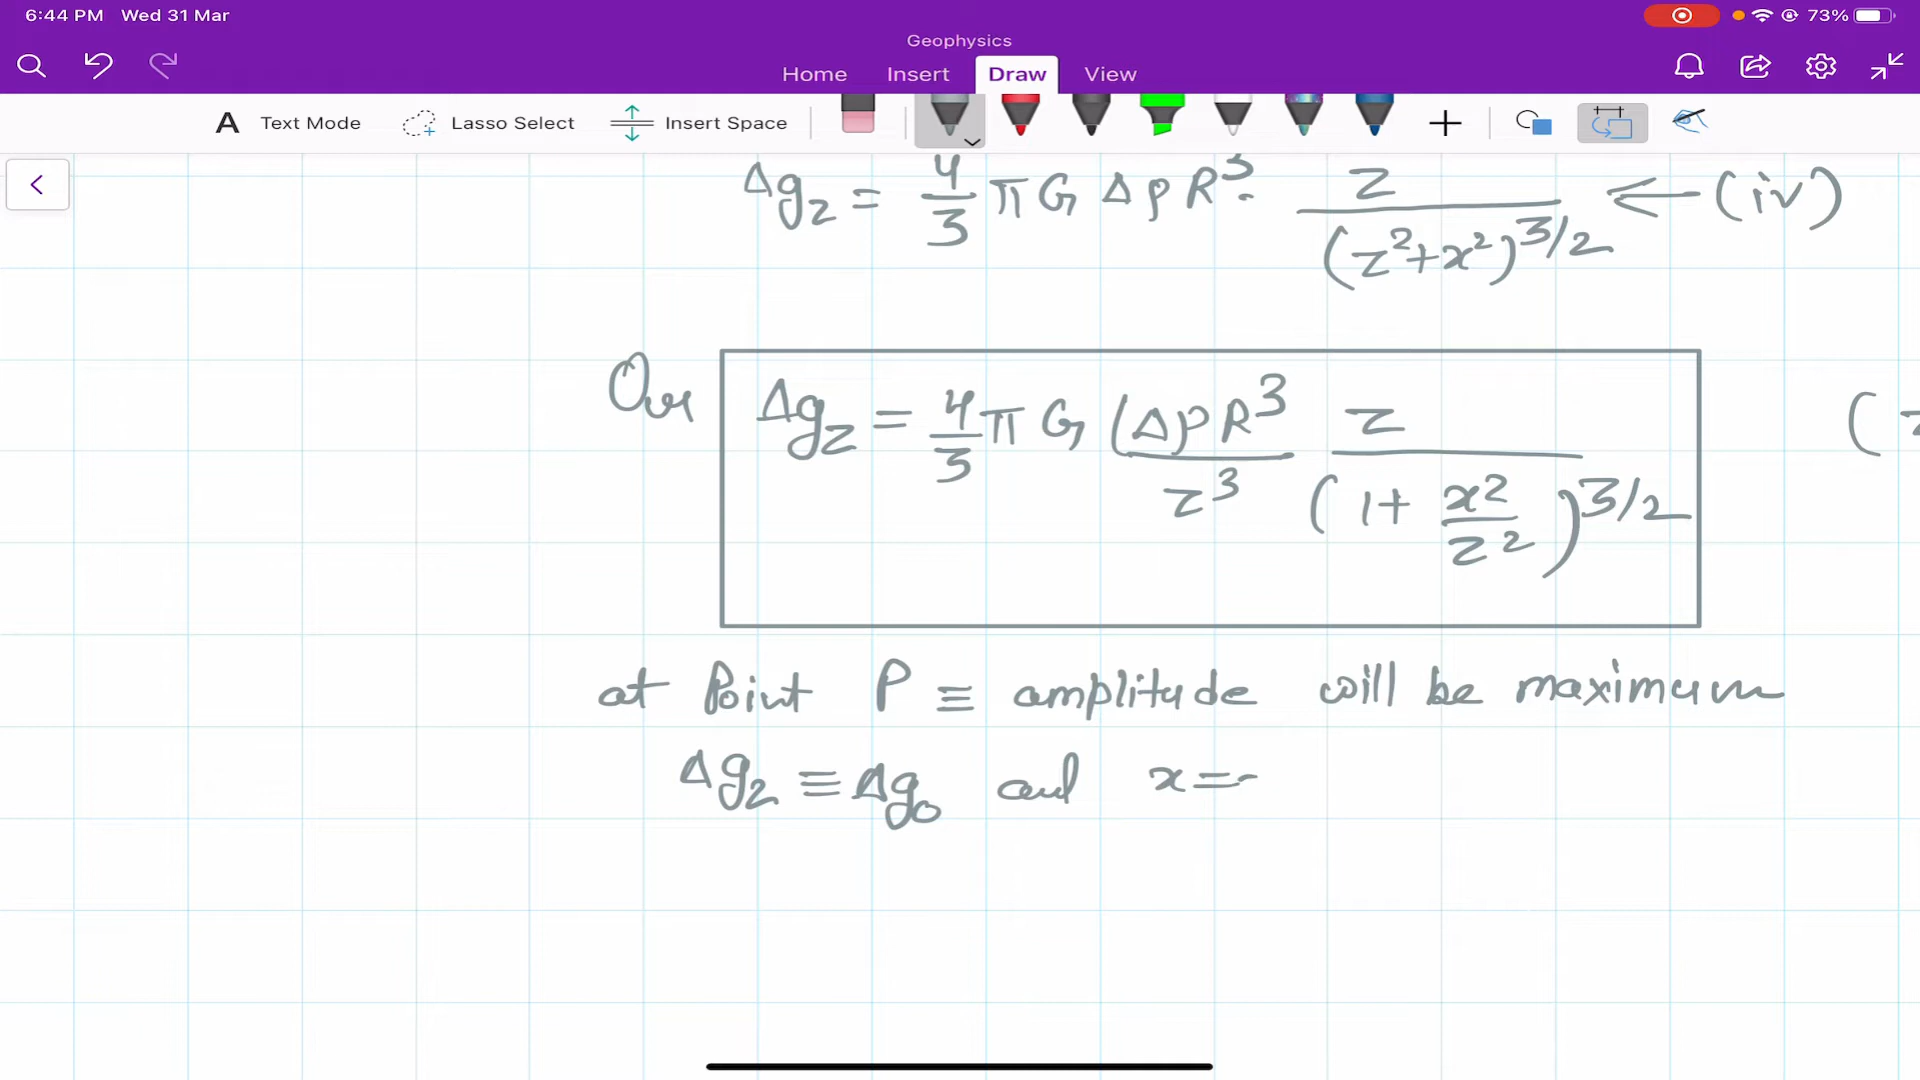 6:44 PM Wed 31 Mar
73%
Geophysics
Home Insert Draw View
A Text Mode Lasso Select Insert Space
Δg_z = 4/3 π G Δρ R³. z/(z²+x²)^3/2 ⇐ (iv)
Or Δg_z = 4/3 π G (Δ)ρR³/z³ z/(1+ x²/z²)^3/2
(z
at Point P ≡ amplitude will be maximum
Δg_z ≡ Δg_0 and x=